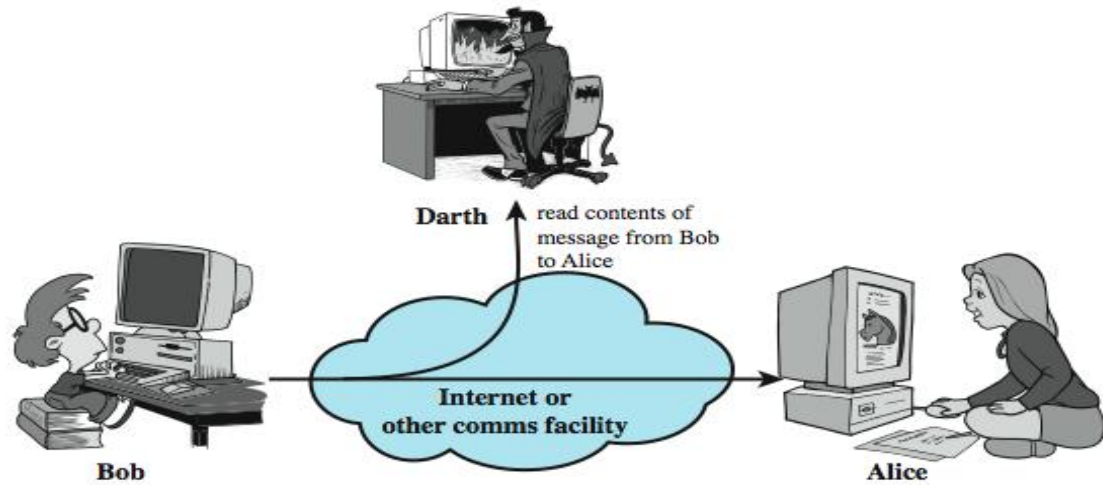 Darth
read contents of
message from Bob
to Alice
Internet or
other comms facility
Bob
Alice